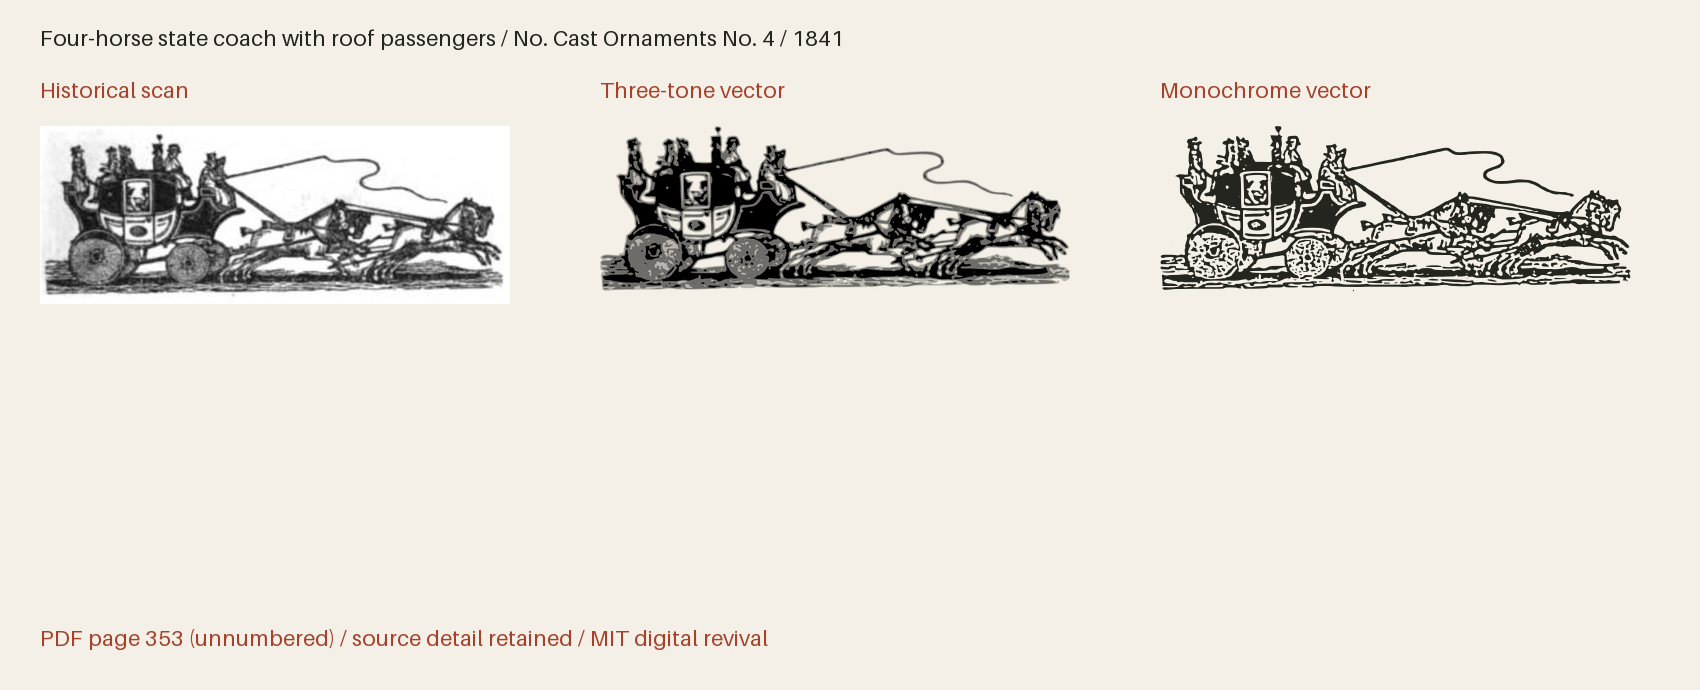 Four-horse state coach with roof passengers / No. Cast Ornaments No. 4 / 1841
Historical scan
Three-tone vector
Monochrome vector
PDF page 353 (unnumbered) / source detail retained / MIT digital revival